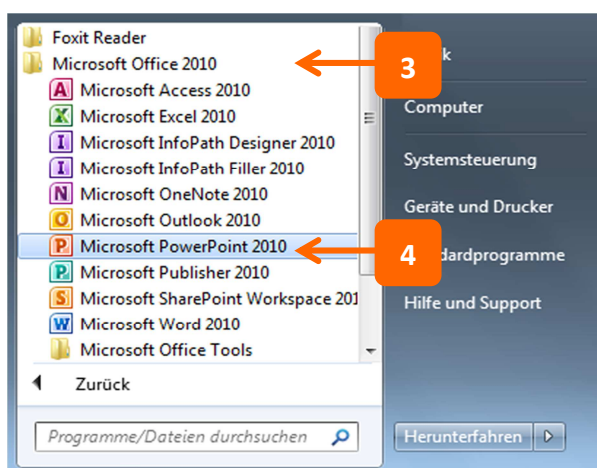 Foxit Reader
Microsoft Office 2010
3
Microsoft Access 2010
Microsoft Excel 2010
Microsoft InfoPath Designer 2010
Microsoft InfoPath Filler 2010
Microsoft OneNote 2010
Microsoft Outlook 2010
Microsoft PowerPoint 2010
4
Microsoft Publisher 2010
Microsoft SharePoint Workspace 201
Microsoft Word 2010
Microsoft Office Tools
Zurück
Programme/Dateien durchsuchen
k
Computer
Systemsteuerung
Geräte und Drucker
dardprogramme
Hilfe und Support
Herunterfahren